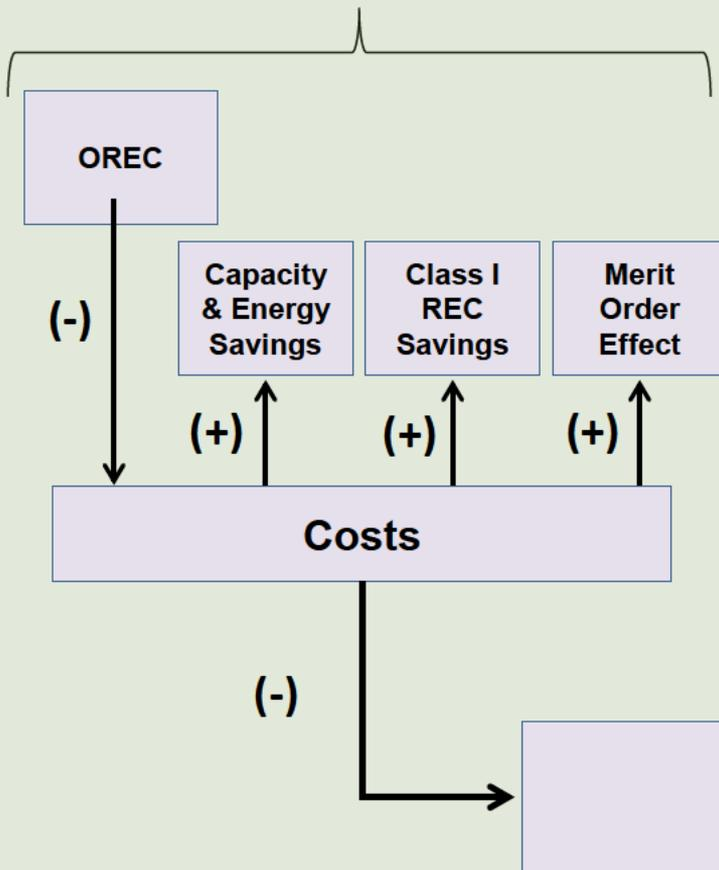 OREC
(-)
Capacity
& Energy
Savings
Class I
REC
Savings
Merit
Order
Effect
(+)
(+)
(+)
Costs
(-)